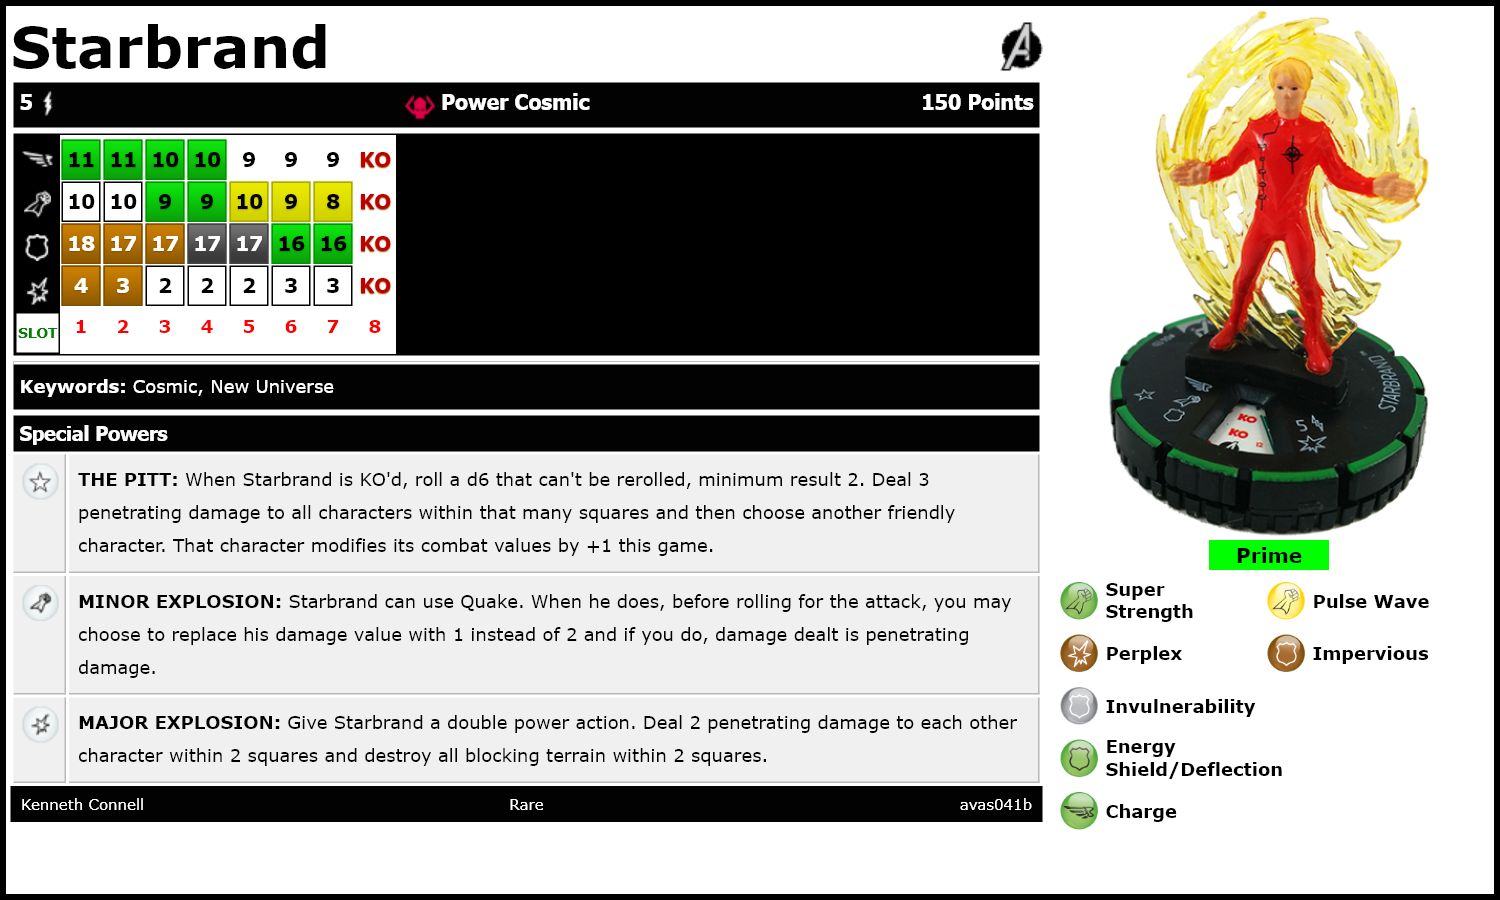 Starbrand
5 Power Cosmic 150 Points
11 11 10 10 9 9 9 KO
10 10 9 9 10 9 8 KO
18 17 17 17 17 16 16 KO
4 3 2 2 2 3 3 KO
SLOT 1 2 3 4 5 6 7 8
Keywords: Cosmic, New Universe
Special Powers
THE PITT: When Starbrand is KO'd, roll a d6 that can't be rerolled, minimum result 2. Deal 3
penetrating damage to all characters within that many squares and then choose another friendly
character. That character modifies its combat values by +1 this game.
MINOR EXPLOSION: Starbrand can use Quake. When he does, before rolling for the attack, you may
choose to replace his damage value with 1 instead of 2 and if you do, damage dealt is penetrating
damage.
MAJOR EXPLOSION: Give Starbrand a double power action. Deal 2 penetrating damage to each other
character within 2 squares and destroy all blocking terrain within 2 squares.
Kenneth Connell Rare avas041b
STARBRAND
KO
KO
5
Prime
Super
Strength
Pulse Wave
Perplex
Impervious
Invulnerability
Energy
Shield/Deflection
Charge